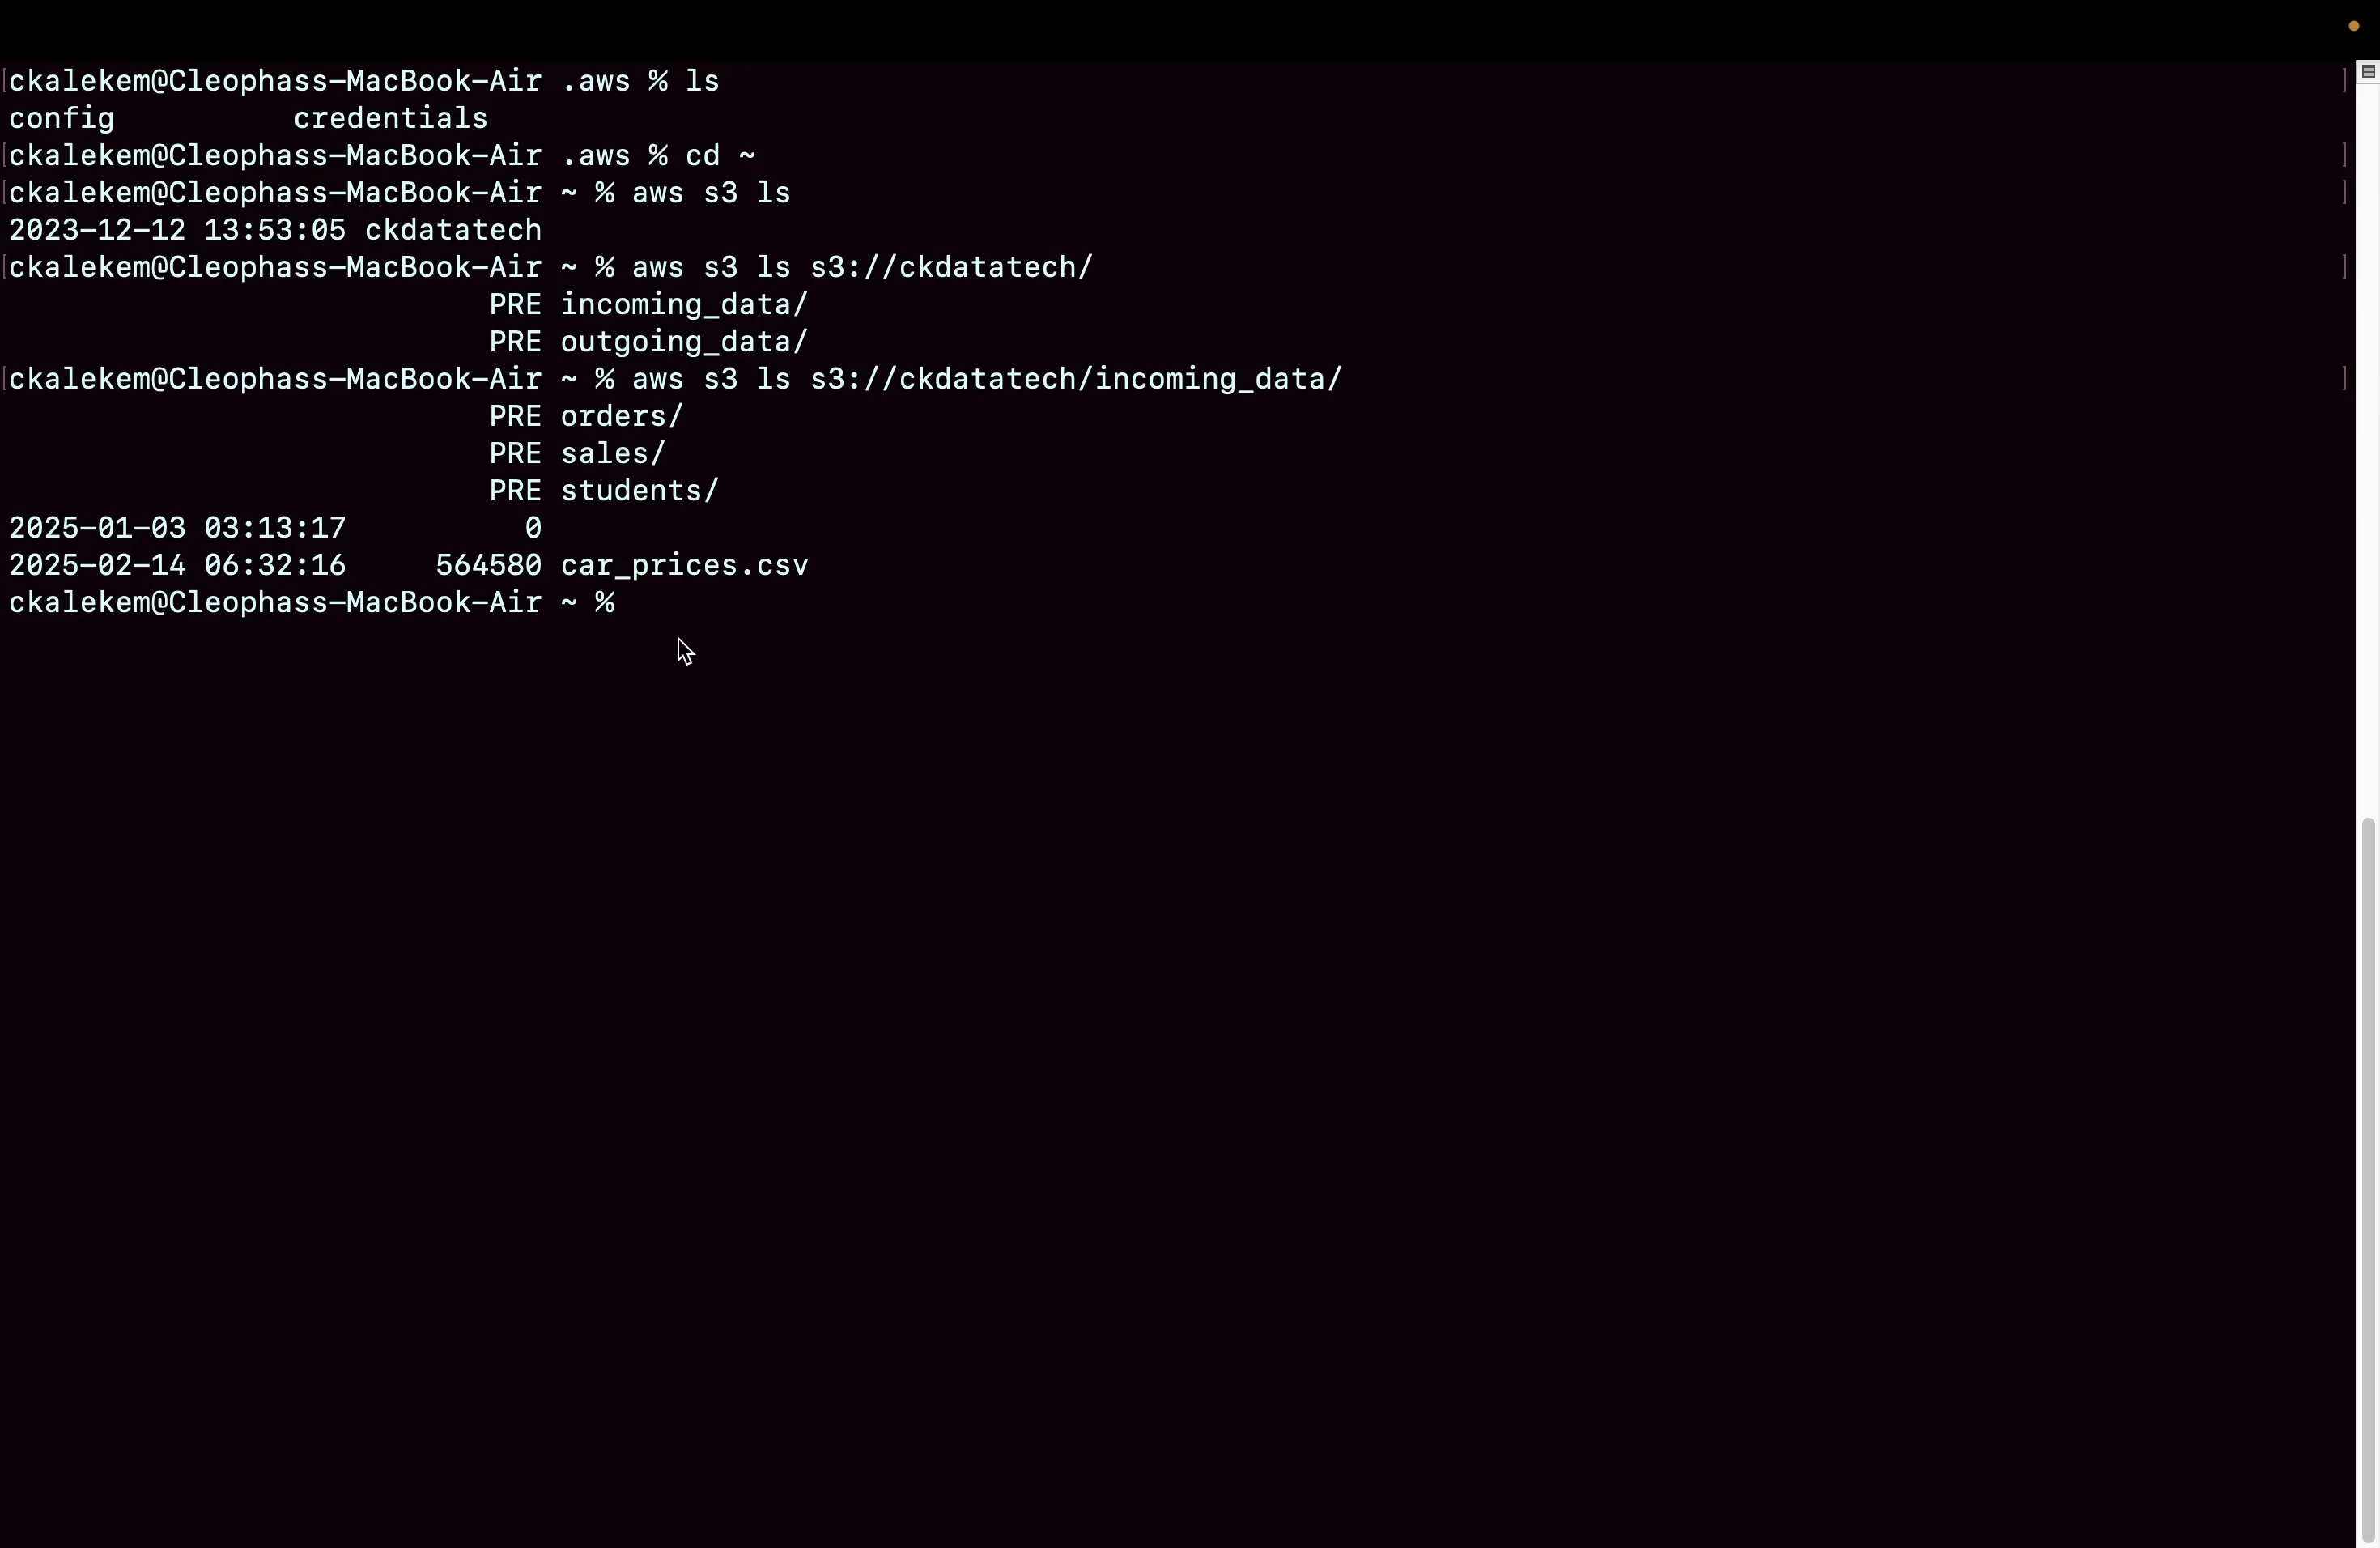 ckalekem@Cleophass-MacBook-Air .aws % ls
config          credentials
ckalekem@Cleophass-MacBook-Air .aws % cd ~
ckalekem@Cleophass-MacBook-Air ~ % aws s3 ls
2023-12-12 13:53:05 ckdatatech
ckalekem@Cleophass-MacBook-Air ~ % aws s3 ls s3://ckdatatech/
                           PRE incoming_data/
                           PRE outgoing_data/
ckalekem@Cleophass-MacBook-Air ~ % aws s3 ls s3://ckdatatech/incoming_data/
                           PRE orders/
                           PRE sales/
                           PRE students/
2025-01-03 03:13:17          0
2025-02-14 06:32:16     564580 car_prices.csv
ckalekem@Cleophass-MacBook-Air ~ %